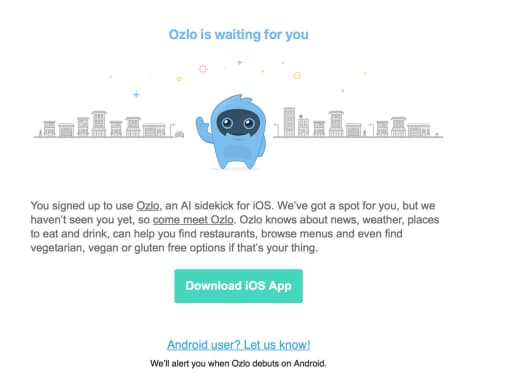 Ozlo is waiting for you
You signed up to use Ozlo, an AI sidekick for iOS. We've got a spot for you, but we
haven't seen you yet, so come meet Ozlo. Ozlo knows about news, weather, places
to eat and drink, can help you find restaurants, browse menus and even find
vegetarian, vegan or gluten free options if that's your thing.
Download iOS App
Android user? Let us know!
We'll alert you when Ozlo debuts on Android.